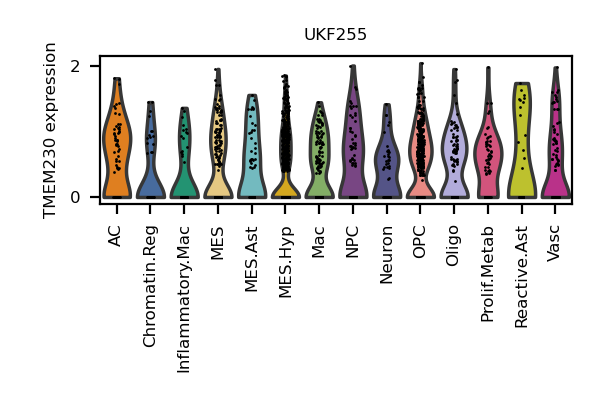 UKF255
TMEM230 expression
2
0
AC
Chromatin.Reg
Inflammatory.Mac
MES
MES.Ast
MES.Hyp
Mac
NPC
Neuron
OPC
Oligo
Prolif.Metab
Reactive.Ast
Vasc